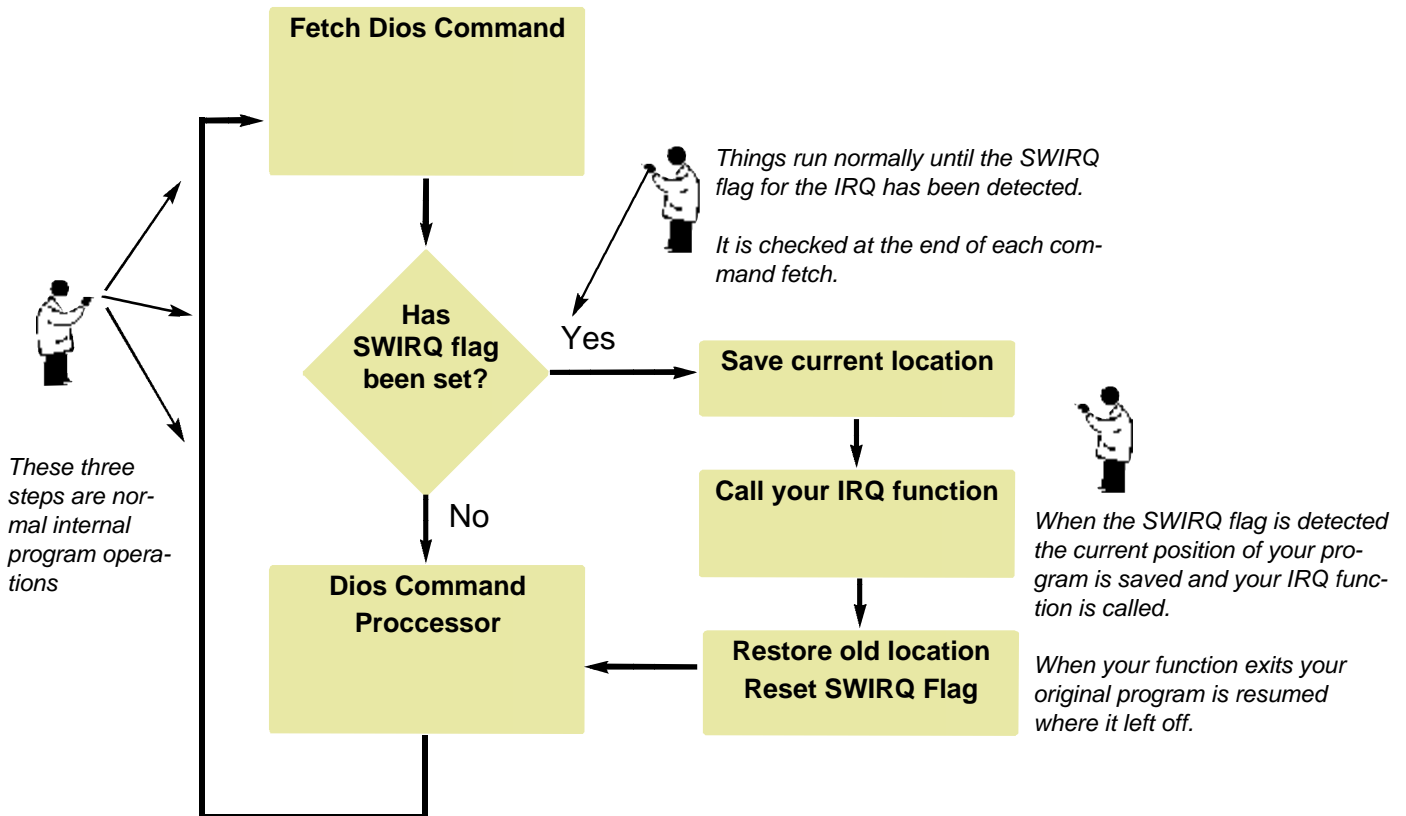 Fetch Dios Command
Things run normally until the SWIRQ
flag for the IRQ has been detected.
It is checked at the end of each com-
mand fetch.
Has
SWIRQ flag
been set?
Yes
Save current location
These three
steps are nor-
mal internal
program opera-
tions
No
Call your IRQ function
When the SWIRQ flag is detected
the current position of your pro-
gram is saved and your IRQ func-
tion is called.
Dios Command
Proccessor
Restore old location
Reset SWIRQ Flag
When your function exits your
original program is resumed
where it left off.